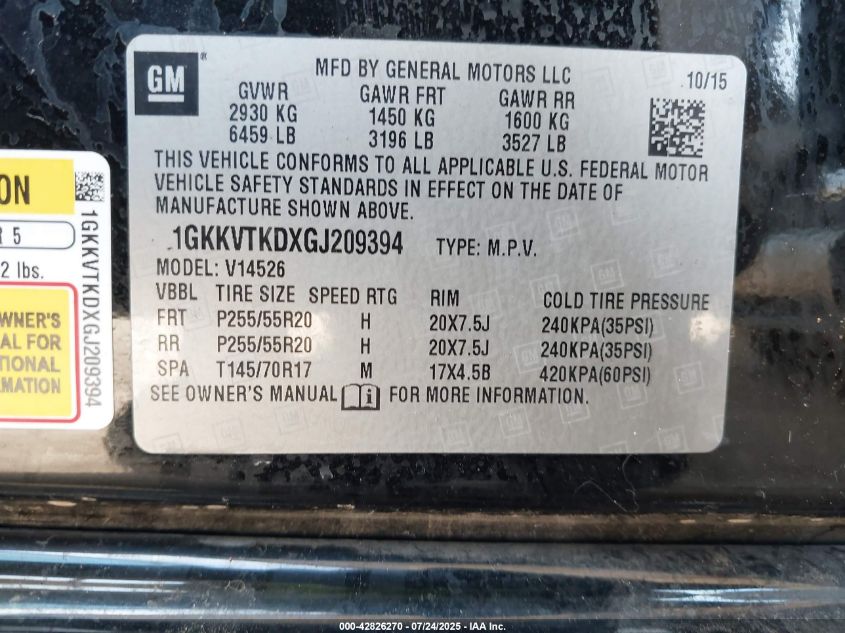 GM
MFD BY GENERAL MOTORS LLC
10/15
GVWR GAWR FRT GAWR RR
2930 KG 1450 KG 1600 KG
6459 LB 3196 LB 3527 LB
THIS VEHICLE CONFORMS TO ALL APPLICABLE U.S. FEDERAL MOTOR
VEHICLE SAFETY STANDARDS IN EFFECT ON THE DATE OF
MANUFACTURE SHOWN ABOVE.
1GKKVTKDXGJ209394 TYPE: M.P.V.
MODEL: V14526
VBBL TIRE SIZE SPEED RTG RIM COLD TIRE PRESSURE
FRT P255/55R20 H 20X7.5J 240KPA(35PSI)
RR P255/55R20 H 20X7.5J 240KPA(35PSI)
SPA T145/70R17 M 17X4.5B 420KPA(60PSI)
SEE OWNER'S MANUAL FOR MORE INFORMATION.
ON
R 5
2 lbs.
WNER'S
AL FOR
TIONAL
MATION
1GKKVTKDXGJ209394
000-42826270 - 07/24/2025 - IAA Inc.